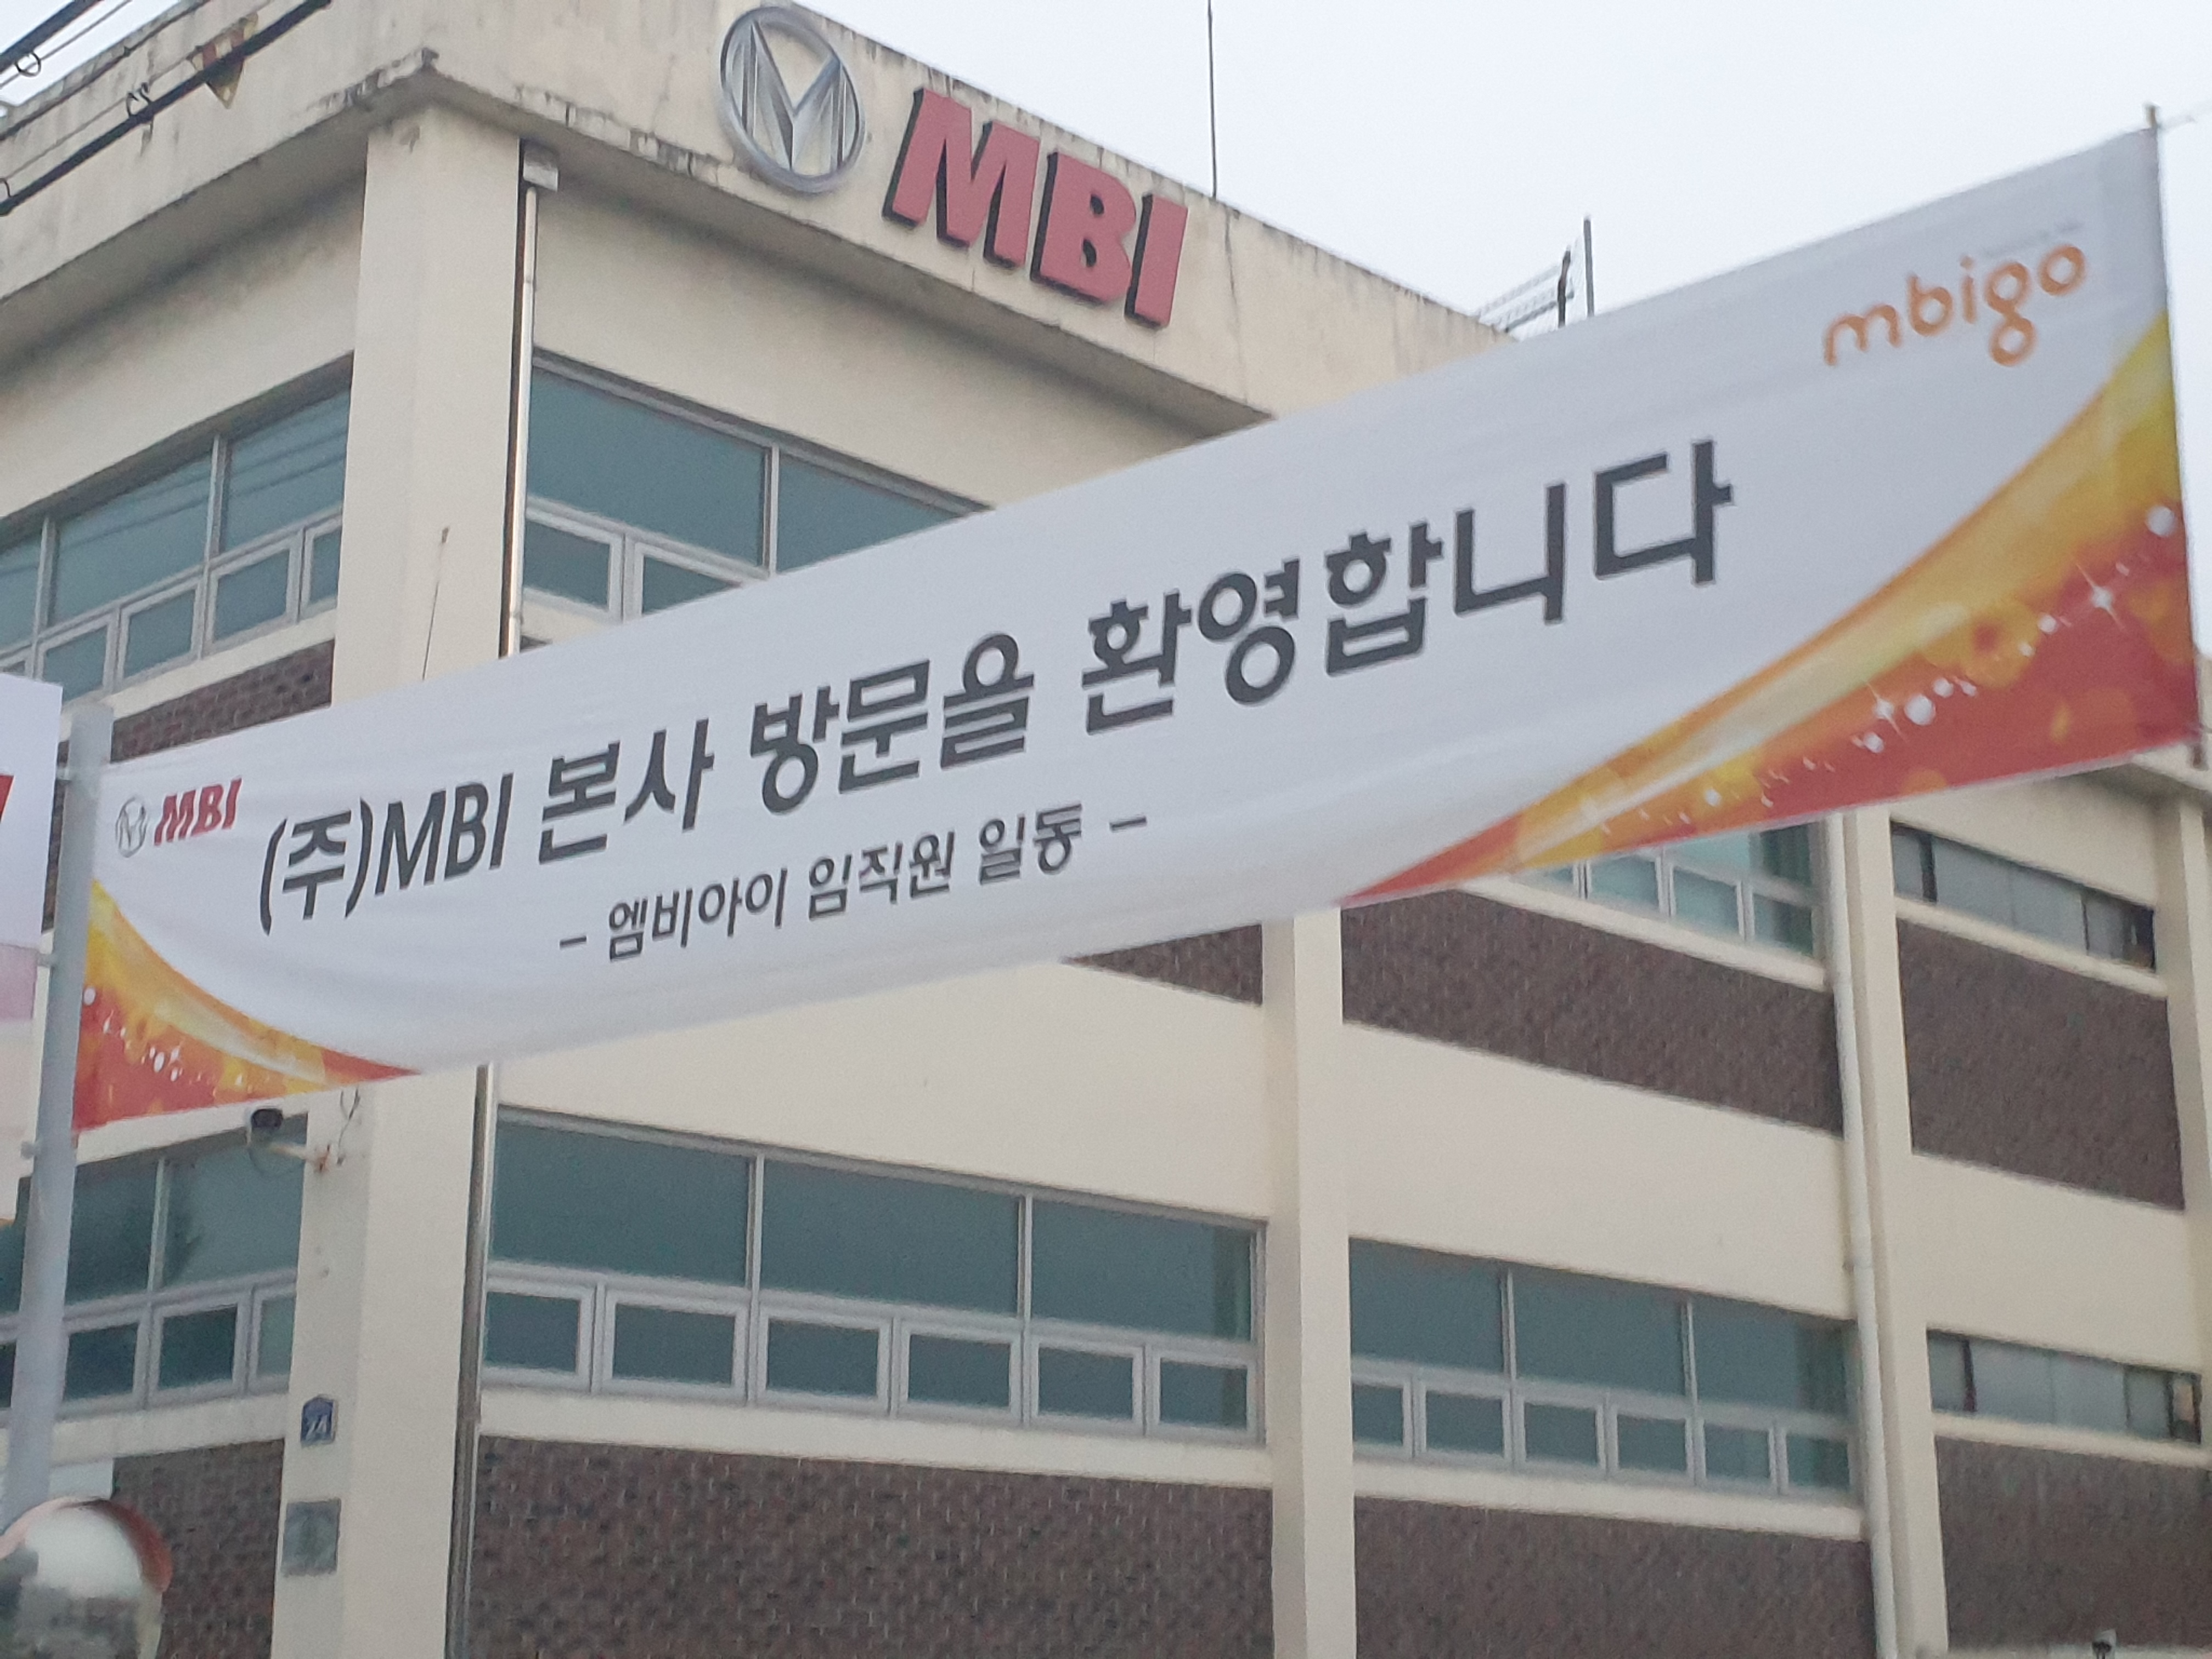 MBI
mbigo
MBI
(주)MBI 본사 방문을 환영합니다
- 엠비아이 임직원 일동 -
24